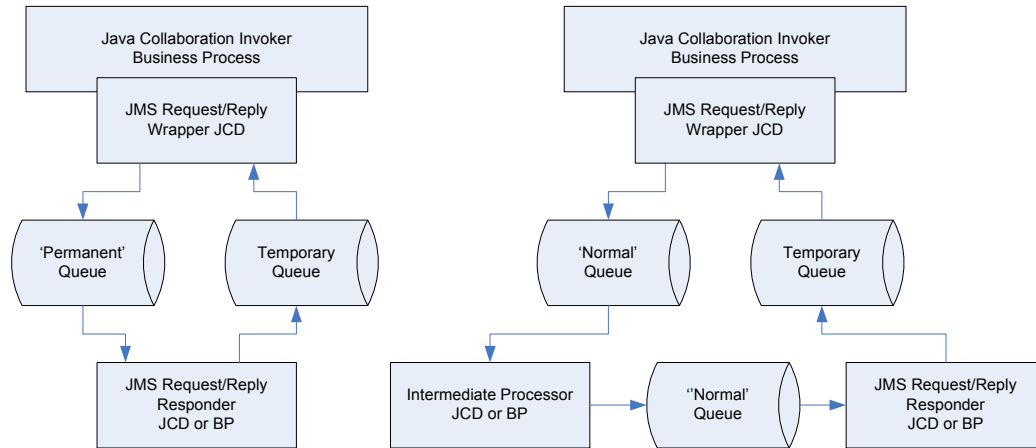 Java Collaboration Invoker
Business Process
JMS Request/Reply
Wrapper JCD
‘Permanent’
Queue
Temporary
Queue
JMS Request/Reply
Responder
JCD or BP
Java Collaboration Invoker
Business Process
JMS Request/Reply
Wrapper JCD
‘Normal’
Queue
Temporary
Queue
Intermediate Processor
JCD or BP
‘’Normal’
Queue
JMS Request/Reply
Responder
JCD or BP